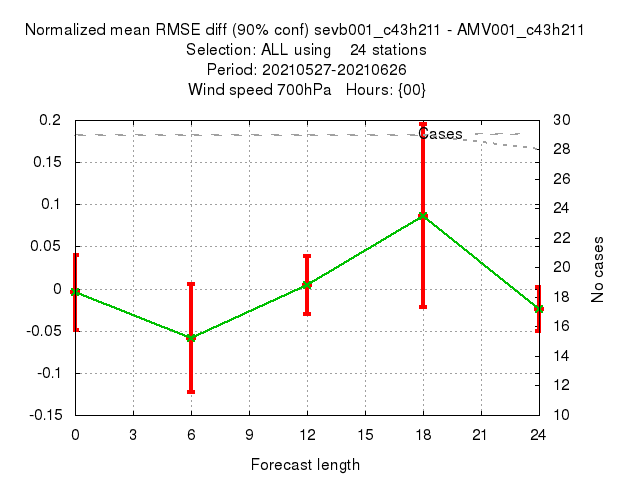 Normalized mean RMSE diff (90% conf) sevb001_c43h211 - AMV001_c43h211
Selection: ALL using 24 stations
Period: 20210527-20210626
Wind speed 700hPa Hours: {00}
0.2
0.15
0.1
0.05
0
-0.05
-0.1
-0.15
Cases
30
28
26
24
22
20
18
16
14
12
10
No cases
0 3 6 9 12 15 18 21 24
Forecast length